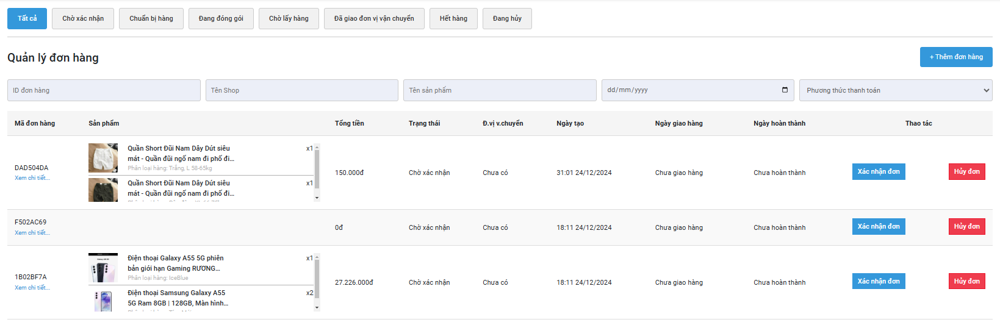 Tất cả
Chờ xác nhận
Chuẩn bị hàng
Đang đóng gói
Chờ lấy hàng
Đã giao đơn vị vận chuyển
Hết hàng
Đang hủy
Quản lý đơn hàng
+ Thêm đơn hàng
ID đơn hàng
Tên Shop
Tên sản phẩm
dd/mm/yyyy
Phương thức thanh toán
Mã đơn hàng
Sản phẩm
Tổng tiền
Trạng thái
Đ.vị v.chuyển
Ngày tạo
Ngày giao hàng
Ngày hoàn thành
Thao tác
DAD504DA
Xem chi tiết...
Quần Short Đũi Nam Dây Dút siêu
mát - Quần đũi ngố nam đi phố đi...
Phân loại hàng: Trắng, L 58-65kg
x1
Quần Short Đũi Nam Dây Dút siêu
mát - Quần đũi ngố nam đi phố đi...
x1
150.000đ
Chờ xác nhận
Chưa có
31:01 24/12/2024
Chưa giao hàng
Chưa hoàn thành
Xác nhận đơn
Hủy đơn
F502AC69
Xem chi tiết...
0đ
Chờ xác nhận
Chưa có
18:11 24/12/2024
Chưa giao hàng
Chưa hoàn thành
Xác nhận đơn
Hủy đơn
1B02BF7A
Xem chi tiết...
Điện thoại Galaxy A55 5G phiên
bản giới hạn Gaming RƯƠNG...
Phân loại hàng: IceBlue
x1
Điện thoại Samsung Galaxy A55
5G Ram 8GB | 128GB, Màn hình...
x2
27.226.000đ
Chờ xác nhận
Chưa có
18:11 24/12/2024
Chưa giao hàng
Chưa hoàn thành
Xác nhận đơn
Hủy đơn